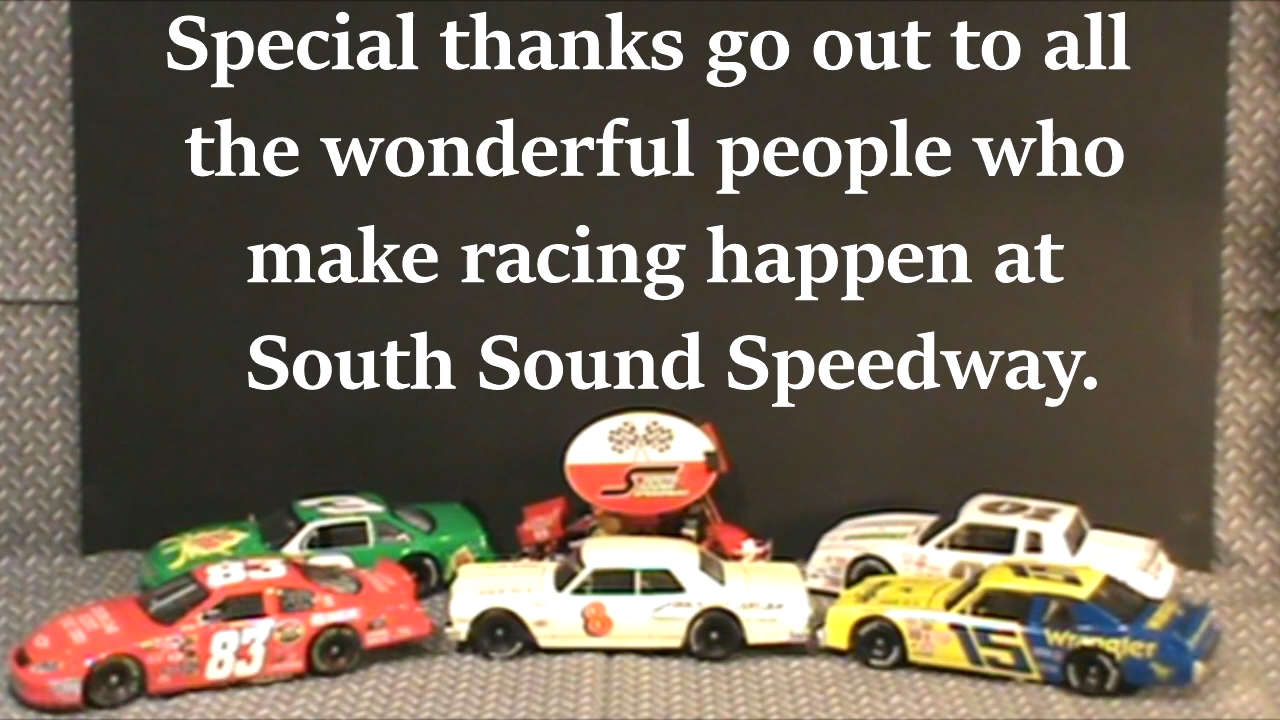 Special thanks go out to all
the wonderful people who
make racing happen at
South Sound Speedway.
83
83
8
15
Wrangler